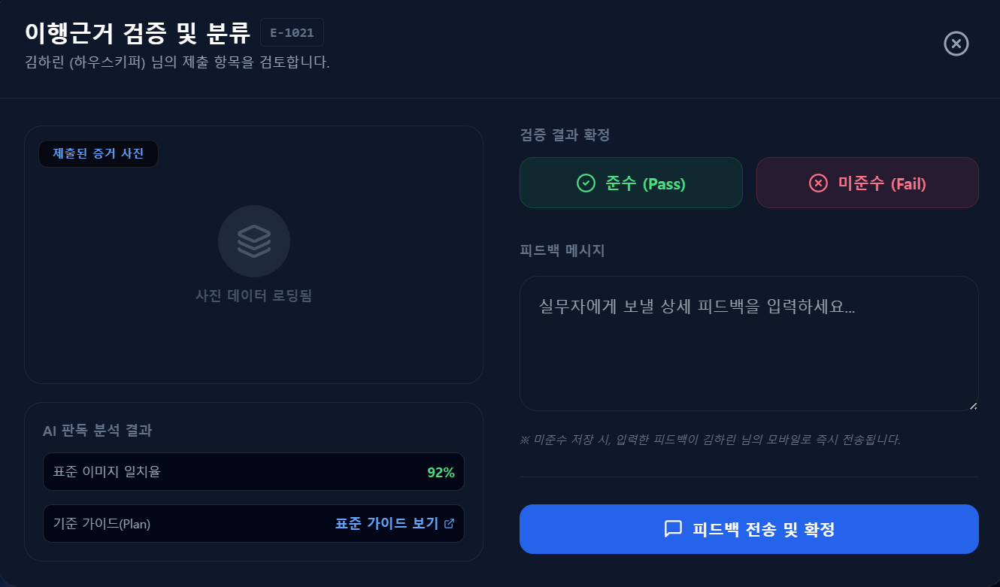 이행근거 검증 및 분류 E-1021
김하린 (하우스키퍼) 님의 제출 항목을 검토합니다.
제출된 증거 사진
사진 데이터 로딩됨
AI 판독 분석 결과
표준 이미지 일치율 92%
기준 가이드(Plan) 표준 가이드 보기
검증 결과 확정
준수 (Pass) 미준수 (Fail)
피드백 메시지
실무자에게 보낼 상세 피드백을 입력하세요...
※ 미준수 저장 시, 입력한 피드백이 김하린 님의 모바일로 즉시 전송됩니다.
피드백 전송 및 확정